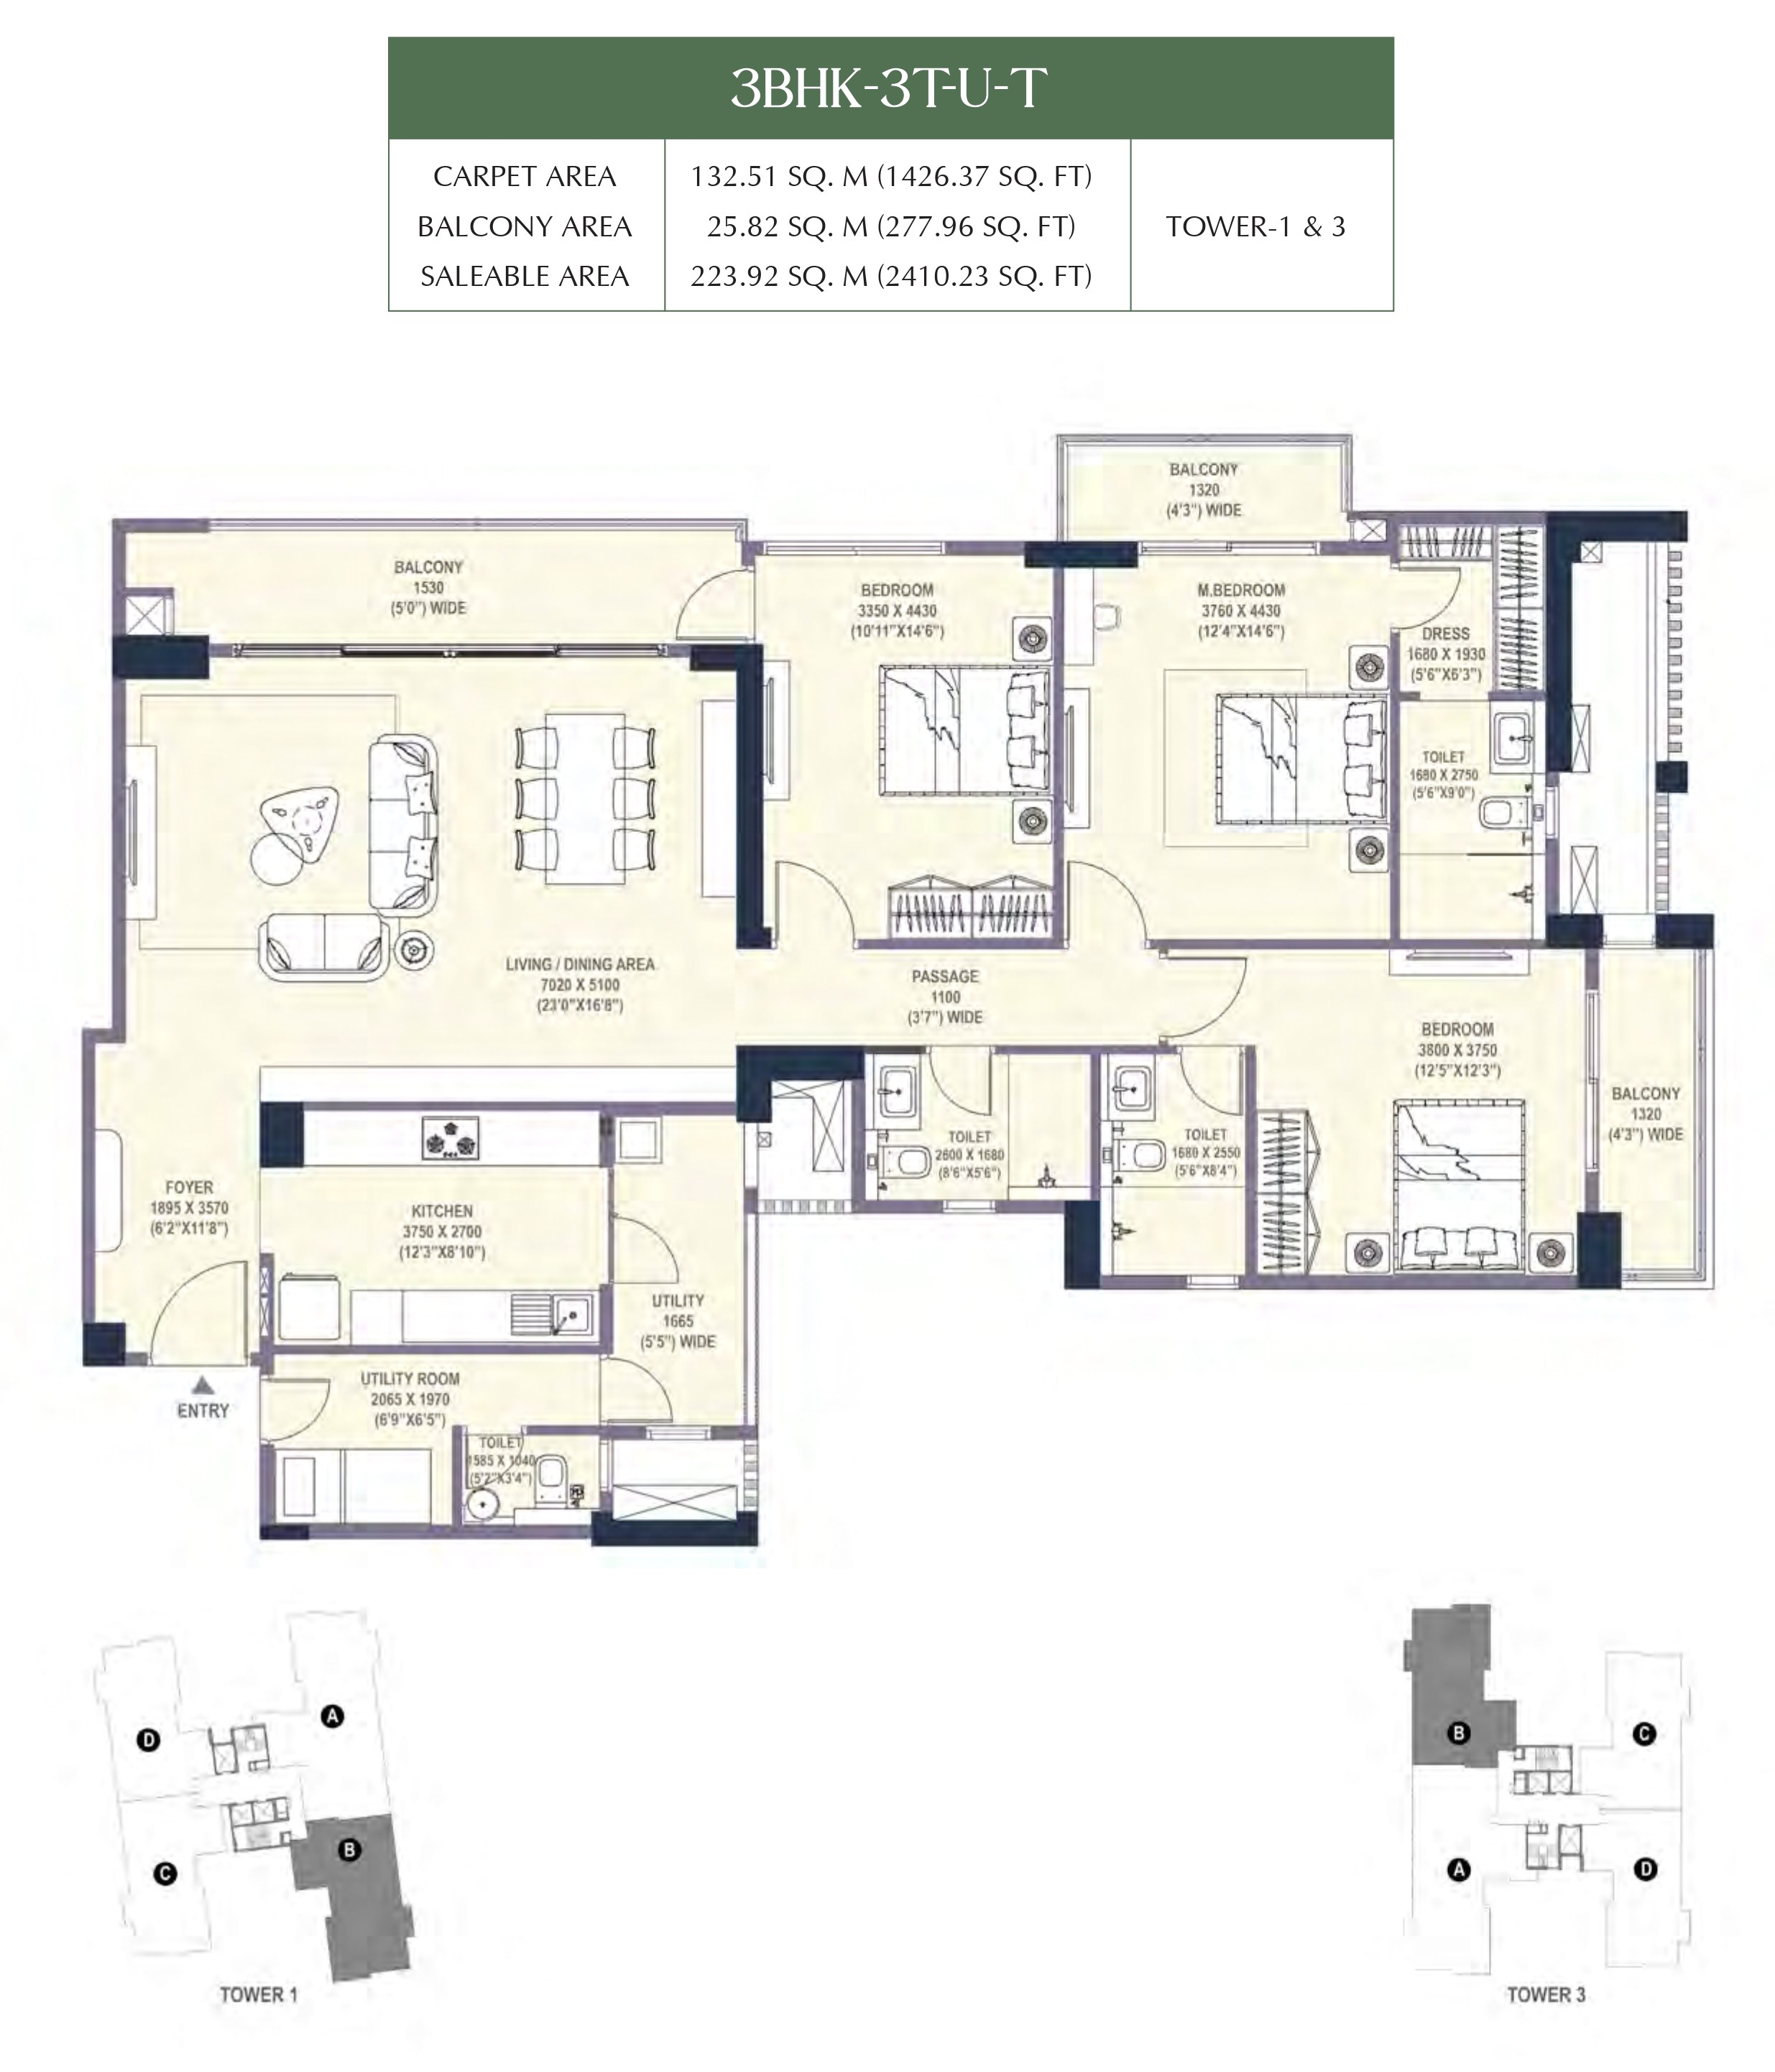 3BHK-3T-U-T
CARPET AREA
132.51 SQ. M (1426.37 SQ. FT)
BALCONY AREA
25.82 SQ. M (277.96 SQ. FT)
TOWER-1 & 3
SALEABLE AREA
223.92 SQ. M (2410.23 SQ. FT)
BALCONY
1320
(4'3") WIDE
BALCONY
1530
(5'0") WIDE
BEDROOM
3350 X 4430
(10'11"X14'6")
M.BEDROOM
3760 X 4430
(12'4"X14'6")
DRESS
1680 X 1930
(5'6"X6'3")
TOILET
1680 X 2750
(5'6"X9'0")
LIVING / DINING AREA
7020 X 5100
(23'0"X16'8")
PASSAGE
1100
(3'7") WIDE
BEDROOM
3800 X 3750
(12'5"X12'3")
BALCONY
1320
(4'3") WIDE
TOILET
2600 X 1680
(8'6"X5'6")
TOILET
1680 X 2550
(5'6"X8'4")
FOYER
1895 X 3570
(6'2"X11'8")
KITCHEN
3750 X 2700
(12'3"X8'10")
UTILITY
1665
(5'5") WIDE
ENTRY
UTILITY ROOM
2065 X 1970
(6'9"X6'5")
TOILET
1585 X 1040
(5'2"X3'4")
A
D
B
C
TOWER 1
B
C
A
D
TOWER 3